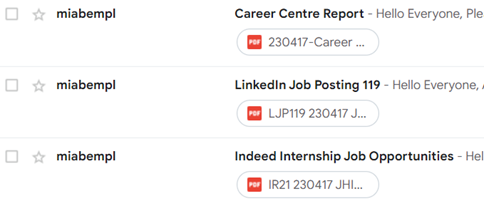 miabempl Career Centre Report - Hello Everyone, Ple
PDF 230417-Career ...
miabempl LinkedIn Job Posting 119 - Hello Everyone,
PDF LJP119 230417 J...
miabempl Indeed Internship Job Opportunities - Hel
PDF IR21 230417 JHI...